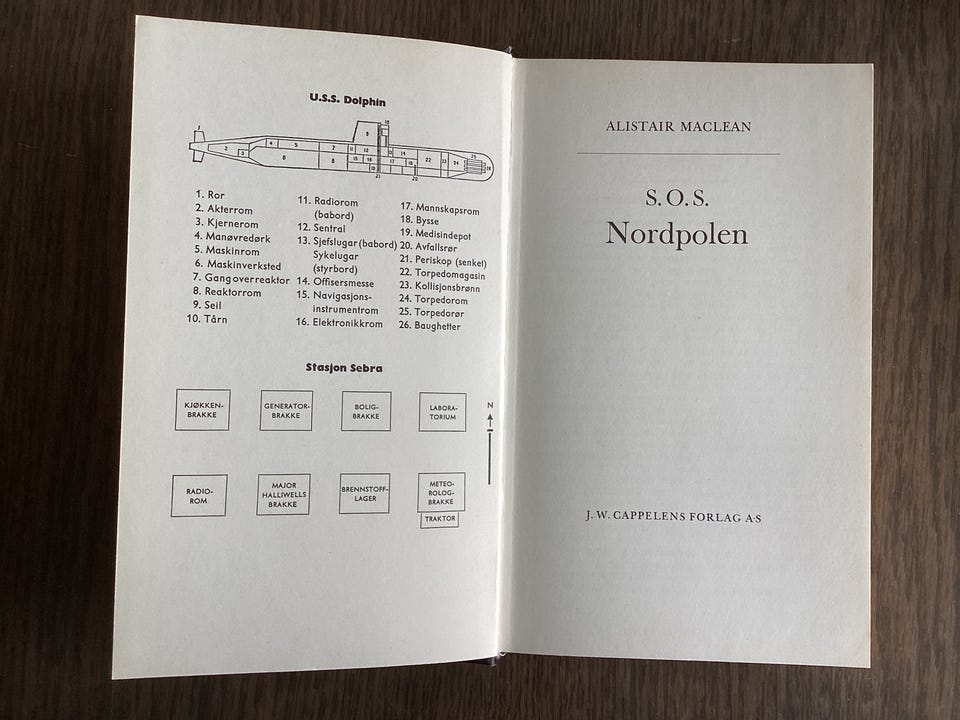 U.S.S. Dolphin
1. Ror
2. Akterrom
3. Kjernerom
4. Manøvredørk
5. Maskinrom
6. Maskinverksted
7. Gang over reaktor
8. Reaktorrom
9. Seil
10. Tårn
11. Radiorom
(babord)
12. Sentral
13. Sjefslugar (babord)
Sykelugar
(styrbord)
14. Offisersmesse
15. Navigasjons-
instrumentrom
16. Elektronikkrom
17. Mannskapsrom
18. Bysse
19. Medisindepot
20. Avfallsrør
21. Periskop (senket)
22. Torpedomagasin
23. Kollisjonsbrønn
24. Torpedorom
25. Torpedorør
26. Baughetter
Stasjon Sebra
KJØKKEN-
BRAKKE
GENERATOR-
BRAKKE
BOLIG-
BRAKKE
LABORA-
TORIUM
N
RADIO-
ROM
MAJOR
HALLIWELLS
BRAKKE
BRENNSTOFF-
LAGER
METEO-
ROLOG-
BRAKKE
TRAKTOR
ALISTAIR MACLEAN
S.O.S.
Nordpolen
J. W. CAPPELENS FORLAG A·S